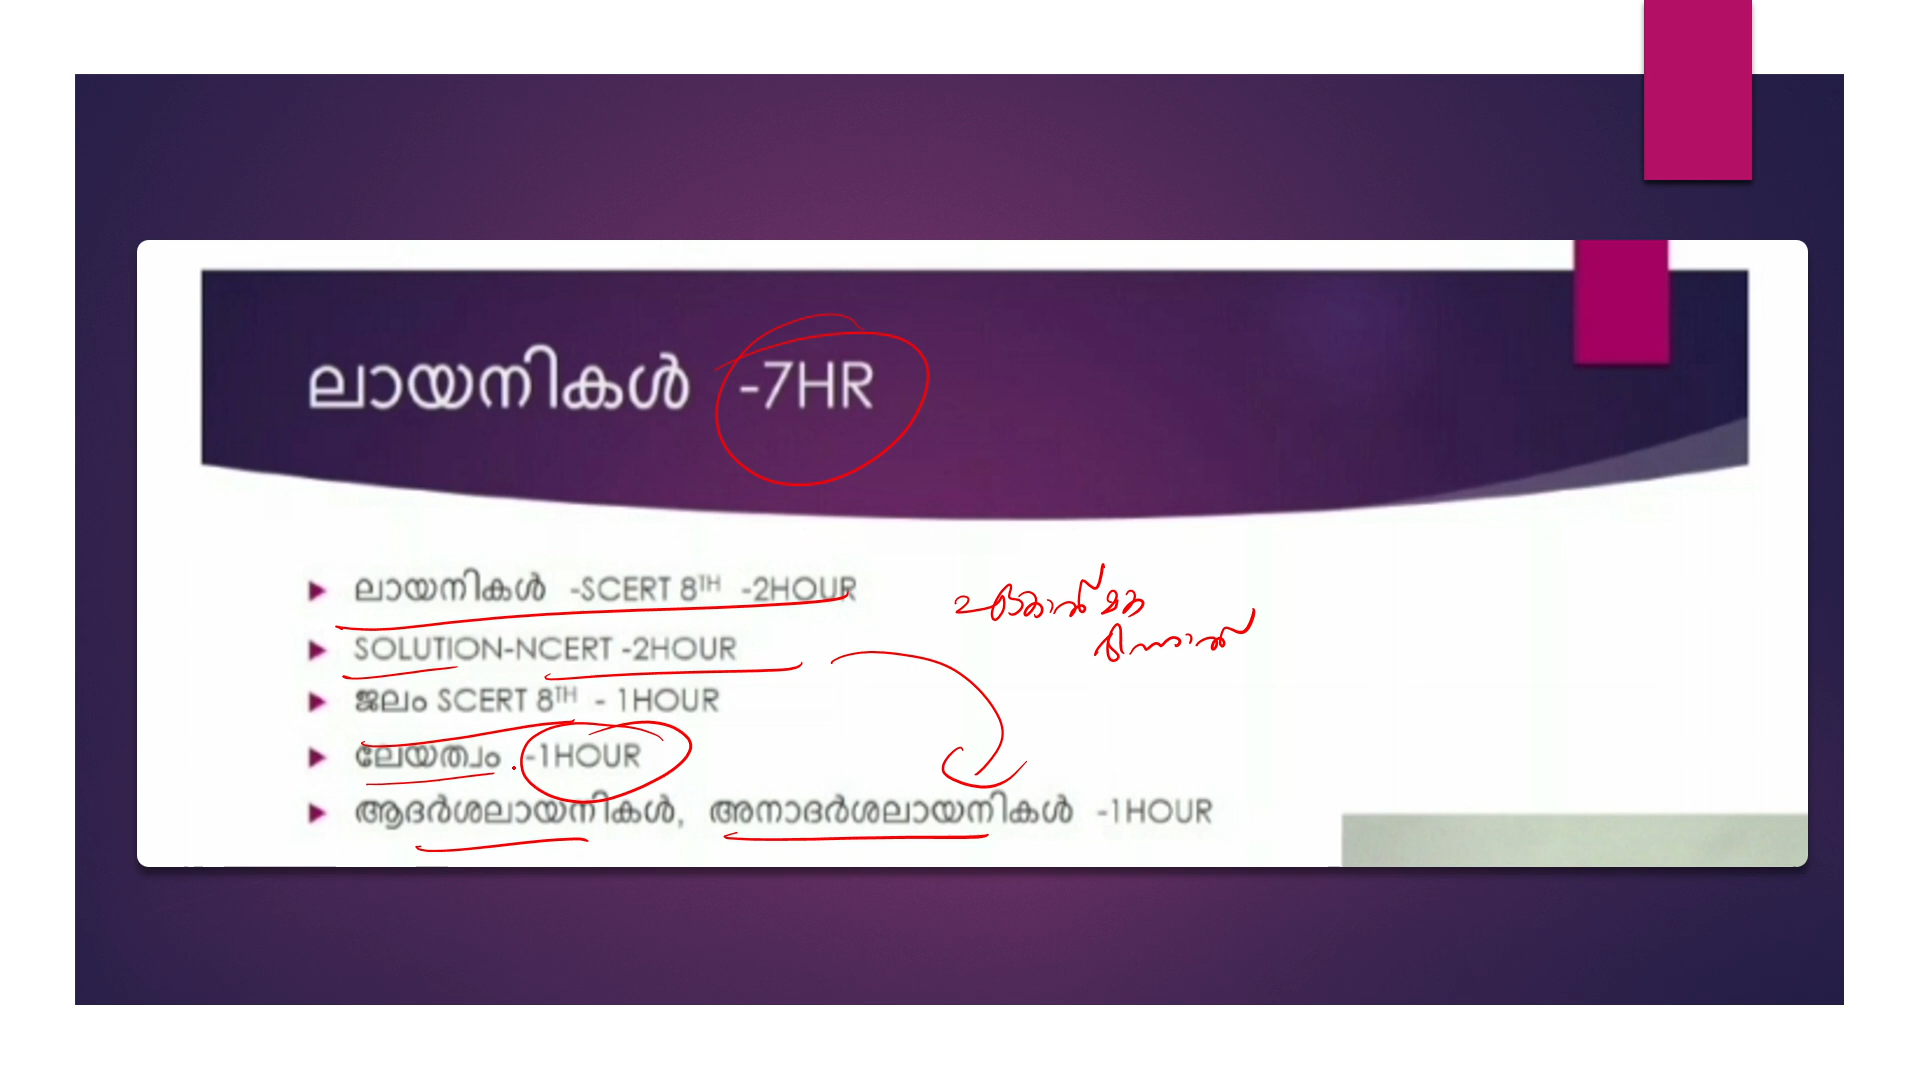 ലായനികൾ -7HR
ലായനികൾ -SCERT 8TH -2HOUR
SOLUTION-NCERT -2HOUR
ജലം SCERT 8TH - 1HOUR
ലേയത്വം -1HOUR
ആദർശലായനികൾ, അനാദർശലായനികൾ -1HOUR